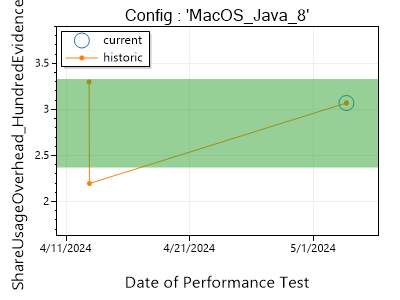 Config : 'MacOS_Java_8'
current
historic
ShareUsageOverhead_HundredEvidence
3.5
3
2.5
2
4/11/2024
4/21/2024
5/1/2024
Date of Performance Test